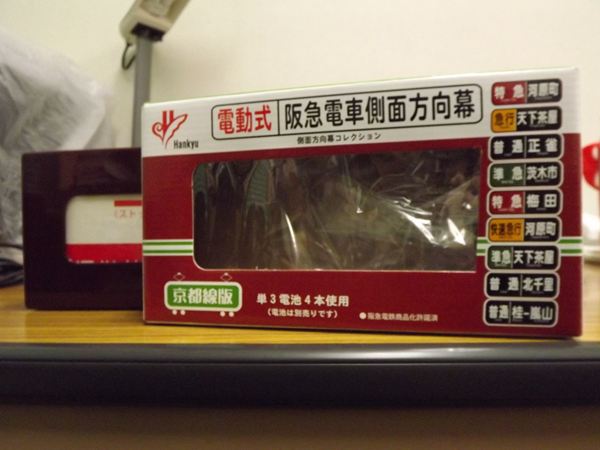 Hankyu
電動式 阪急電車側面方向幕
側面方向幕コレクション
特急 河原町
急行 天下茶屋
普通 正雀
準急 茨木市
特急 梅田
快速急行 河原町
準急 天下茶屋
普通 北千里
普通 桂-嵐山
京都線版
単3電池4本使用
(電池は別売りです)
●阪急電鉄商品化許諾済
(スト